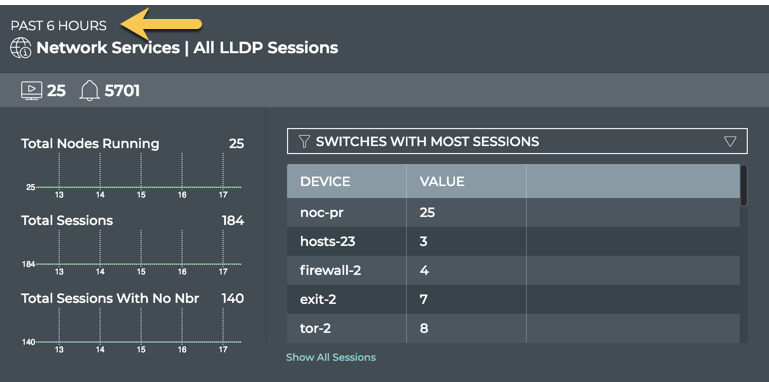 PAST 6 HOURS
Network Services | All LLDP Sessions
25 5701
Total Nodes Running 25
25
13 14 15 16 17
Total Sessions 184
184
13 14 15 16 17
Total Sessions With No Nbr 140
140
13 14 15 16 17
SWITCHES WITH MOST SESSIONS
DEVICE VALUE
noc-pr 25
hosts-23 3
firewall-2 4
exit-2 7
tor-2 8
Show All Sessions